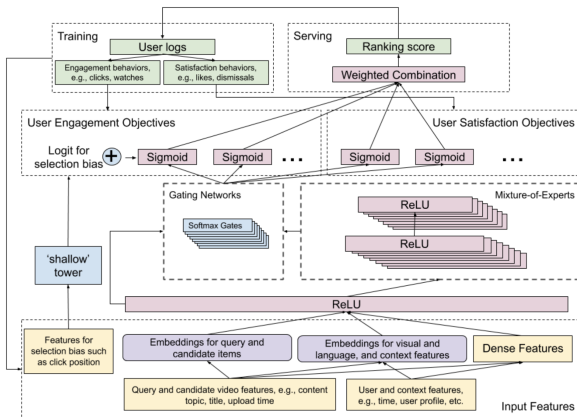 Training
Serving
User logs
Ranking score
Engagement behaviors,
e.g., clicks, watches
Satisfaction behaviors,
e.g., likes, dismissals
Weighted Combination
User Engagement Objectives
User Satisfaction Objectives
Logit for
selection bias
+
Sigmoid
Sigmoid
...
Sigmoid
Sigmoid
...
Gating Networks
Mixture-of-Experts
Softmax Gates
ReLU
ReLU
'shallow'
tower
ReLU
Features for
selection bias such
as click position
Embeddings for query and
candidate items
Embeddings for visual and
language, and context features
Dense Features
Query and candidate video features, e.g., content
topic, title, upload time
User and context features,
e.g., time, user profile, etc.
Input Features